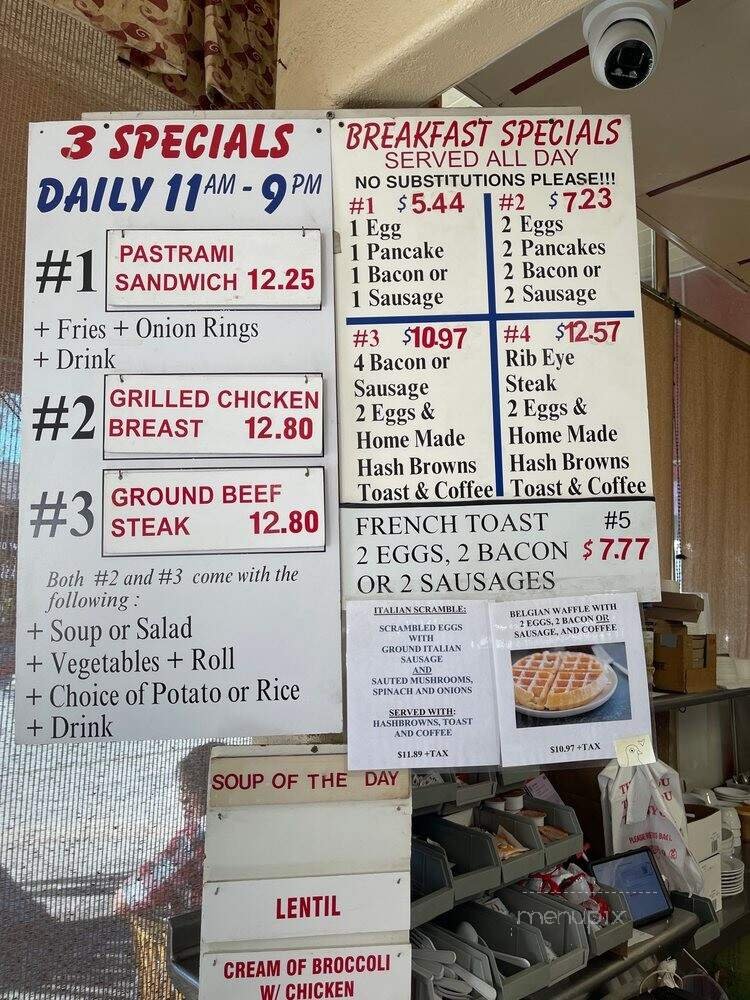 3 SPECIALS
DAILY 11 AM - 9 PM
#1
PASTRAMI
SANDWICH 12.25
+ Fries + Onion Rings
+ Drink
#2
GRILLED CHICKEN
BREAST 12.80
#3
GROUND BEEF
STEAK 12.80
Both #2 and #3 come with the
following :
+ Soup or Salad
+ Vegetables + Roll
+ Choice of Potato or Rice
+ Drink
BREAKFAST SPECIALS
SERVED ALL DAY
NO SUBSTITUTIONS PLEASE!!!
#1 $5.44
1 Egg
1 Pancake
1 Bacon or
1 Sausage
#2 $7.23
2 Eggs
2 Pancakes
2 Bacon or
2 Sausage
#3 $10.97
4 Bacon or
Sausage
2 Eggs &
Home Made
Hash Browns
Toast & Coffee
#4 $12.57
Rib Eye
Steak
2 Eggs &
Home Made
Hash Browns
Toast & Coffee
FRENCH TOAST #5
2 EGGS, 2 BACON $7.77
OR 2 SAUSAGES
ITALIAN SCRAMBLE:
SCRAMBLED EGGS
WITH
GROUND ITALIAN
SAUSAGE
AND
SAUTED MUSHROOMS,
SPINACH AND ONIONS
SERVED WITH:
HASHBROWNS, TOAST
AND COFFEE
$11.89 +TAX
BELGIAN WAFFLE WITH
2 EGGS, 2 BACON OR
SAUSAGE, AND COFFEE
$10.97 +TAX
SOUP OF THE DAY
LENTIL
CREAM OF BROCCOLI
W/ CHICKEN
menupix